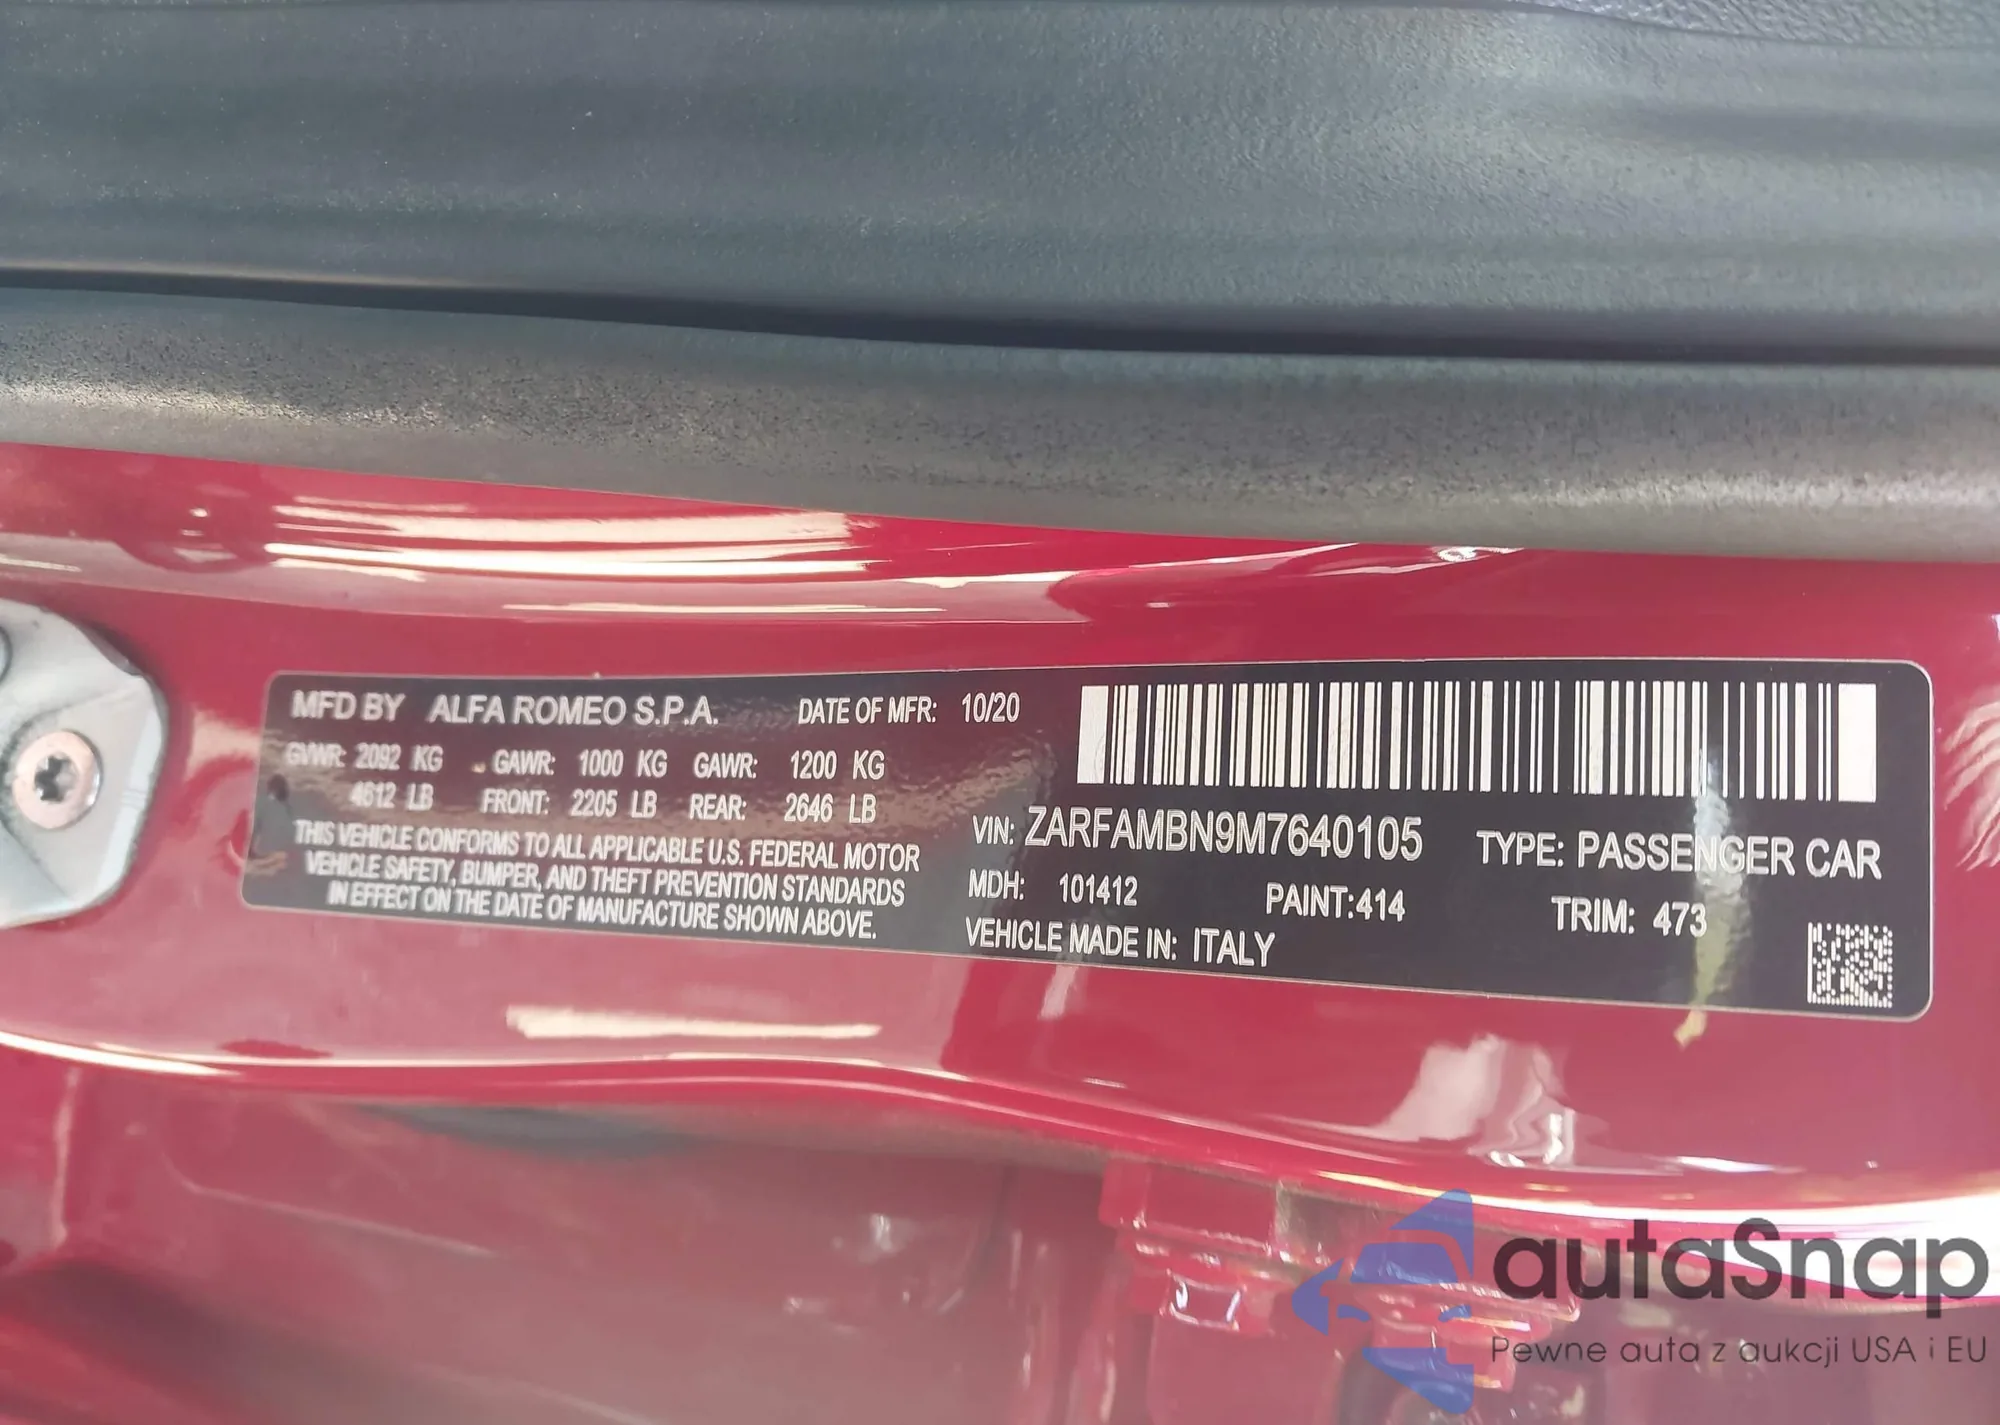 MFD BY ALFA ROMEO S.P.A. DATE OF MFR: 10/20
GVWR: 2092 KG GAWR: 1000 KG GAWR: 1200 KG
4612 LB FRONT: 2205 LB REAR: 2646 LB
THIS VEHICLE CONFORMS TO ALL APPLICABLE U.S. FEDERAL MOTOR
VEHICLE SAFETY, BUMPER, AND THEFT PREVENTION STANDARDS
IN EFFECT ON THE DATE OF MANUFACTURE SHOWN ABOVE.
VIN: ZARFAMBN9M7640105 TYPE: PASSENGER CAR
MDH: 101412 PAINT:414 TRIM: 473
VEHICLE MADE IN: ITALY
autaSnap
Pewne auta z aukcji USA i EU